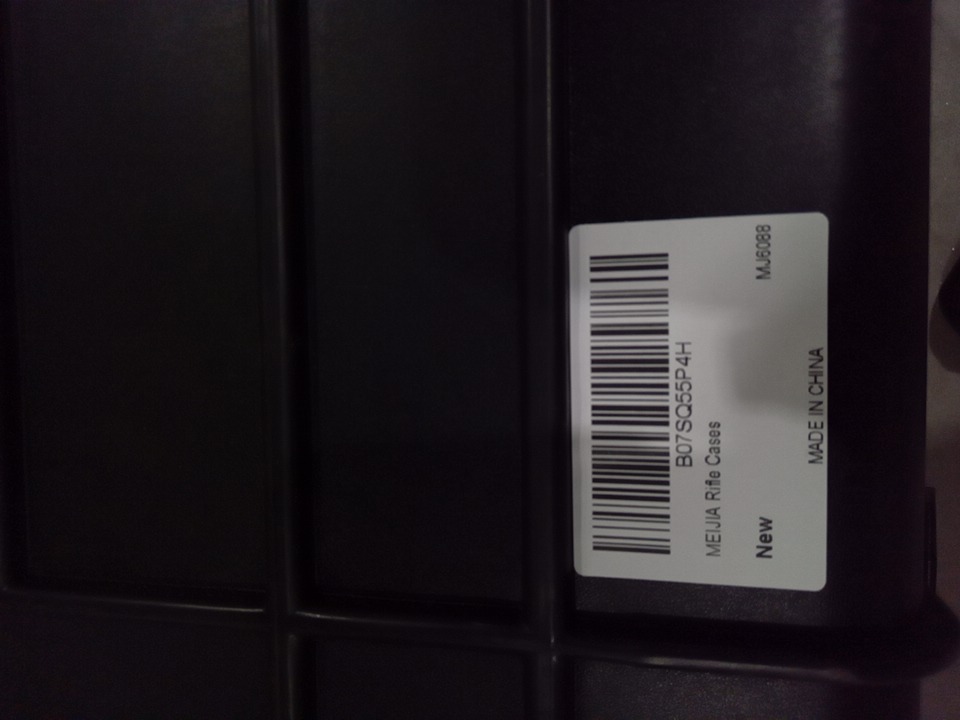 B07SQ55P4H
MEIJIA Rifle Cases
New
MJ6088
MADE IN CHINA